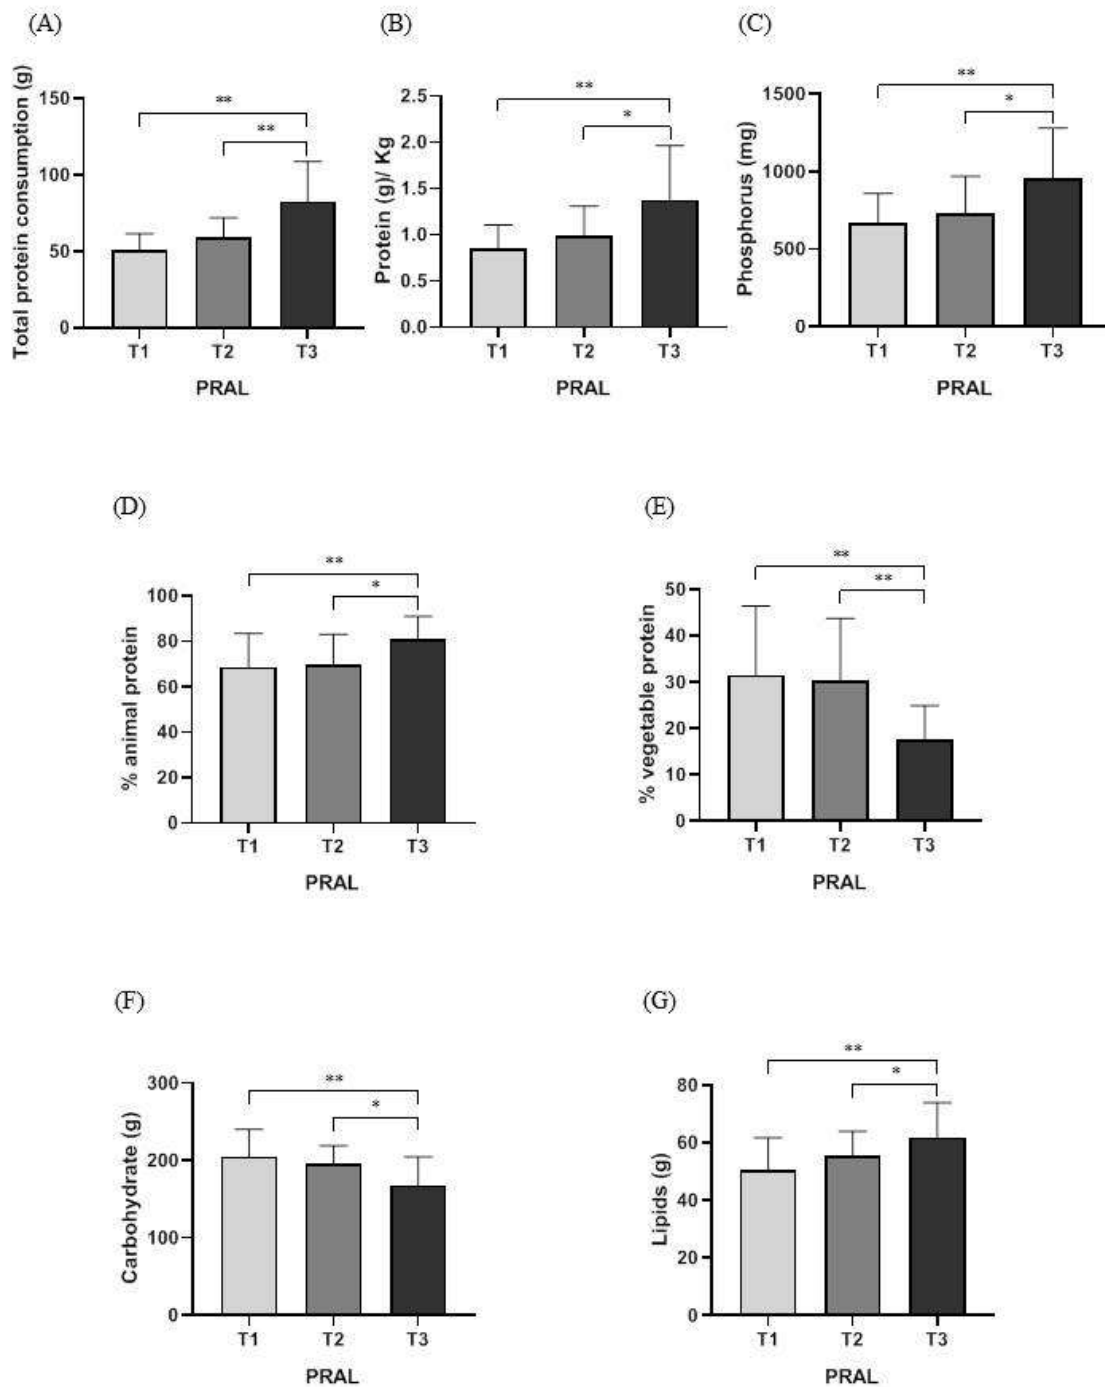 (A)
Total protein consumption (g)
150
100
50
0
**
**
T1 T2 T3
PRAL
(B)
Protein (g)/ Kg
2.5
2.0
1.5
1.0
0.5
0.0
**
*
T1 T2 T3
PRAL
(C)
Phosphorus (mg)
1500
1000
500
0
**
*
T1 T2 T3
PRAL
(D)
% animal protein
100
80
60
40
20
0
**
*
T1 T2 T3
PRAL
(E)
% vegetable protein
50
40
30
20
10
0
**
**
T1 T2 T3
PRAL
(F)
Carbohydrate (g)
300
200
100
0
**
*
T1 T2 T3
PRAL
(G)
Lipids (g)
80
60
40
20
0
**
*
T1 T2 T3
PRAL